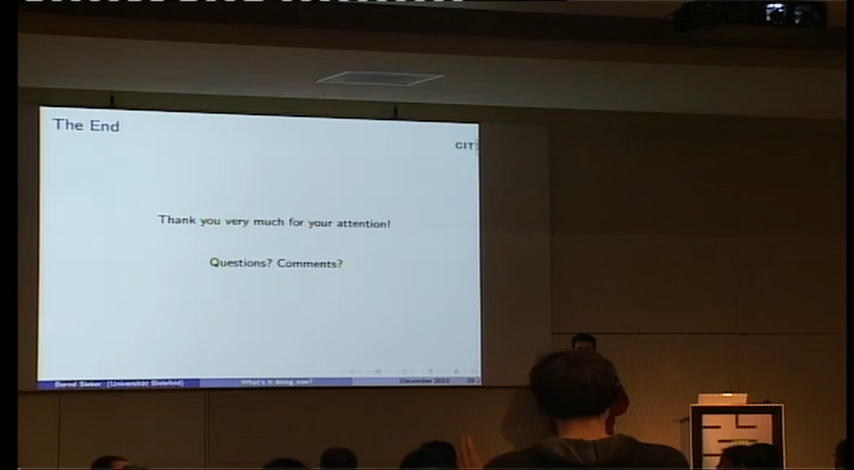 The End
CIT
Thank you very much for your attention!
Questions? Comments?
Bernd Sieker (Universität Bielefeld)
What's it doing now?
December 2010